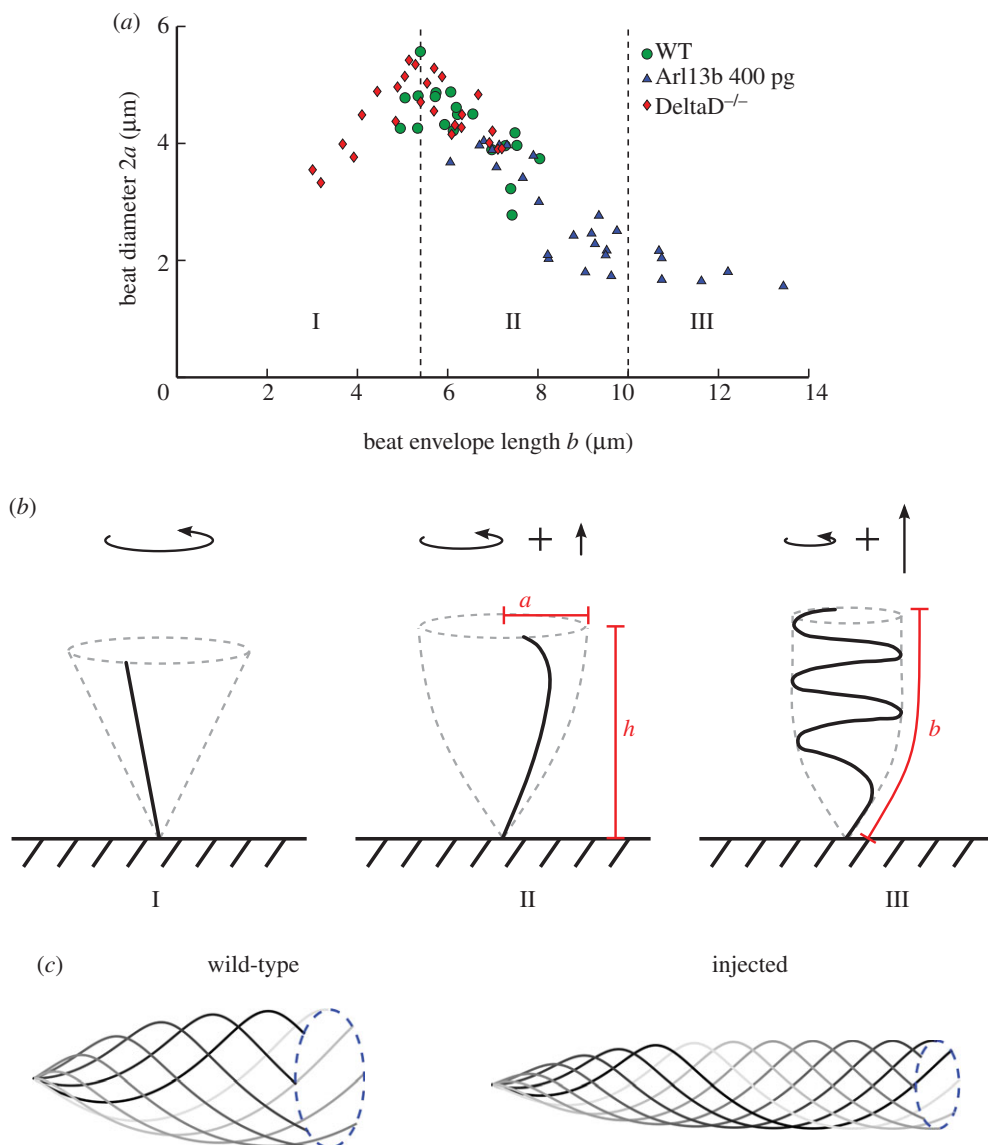 (a)
6
4
2
0
beat diameter 2a (μm)
WT
Arl13b 400 pg
DeltaD–/–
I
II
III
2 4 6 8 10 12 14
beat envelope length b (μm)
(b)
+
+
a
h
b
I
II
III
(c)
wild-type
injected